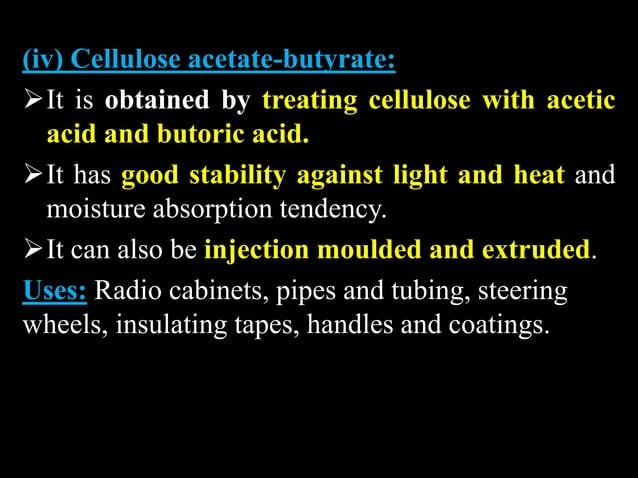 (iv) Cellulose acetate-butyrate:
➢It is obtained by treating cellulose with acetic
acid and butoric acid.
➢It has good stability against light and heat and
moisture absorption tendency.
➢It can also be injection moulded and extruded.
Uses: Radio cabinets, pipes and tubing, steering
wheels, insulating tapes, handles and coatings.